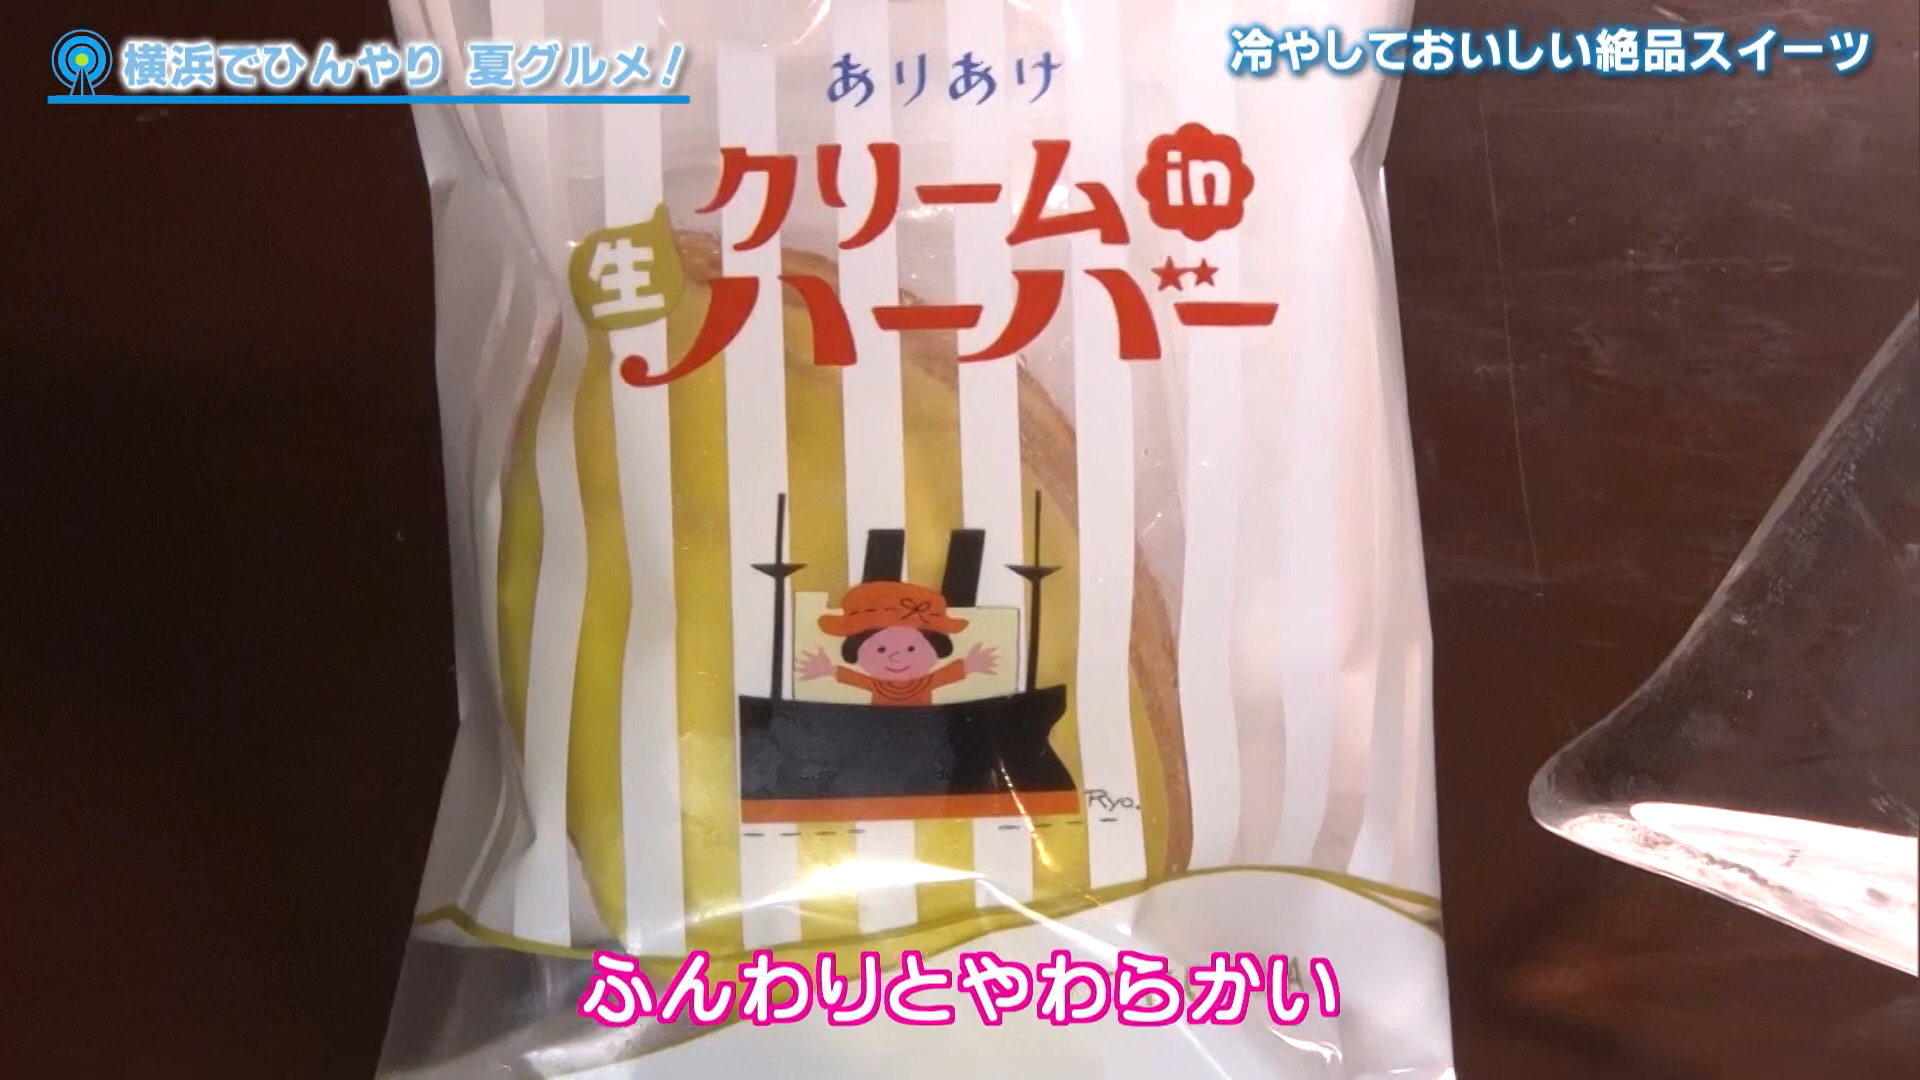 横浜でひんやり 夏グルメ!
冷やしておいしい絶品スイーツ
ありあけ
クリームin
生
ハーバー
Ryo.
ふんわりとやわらかい